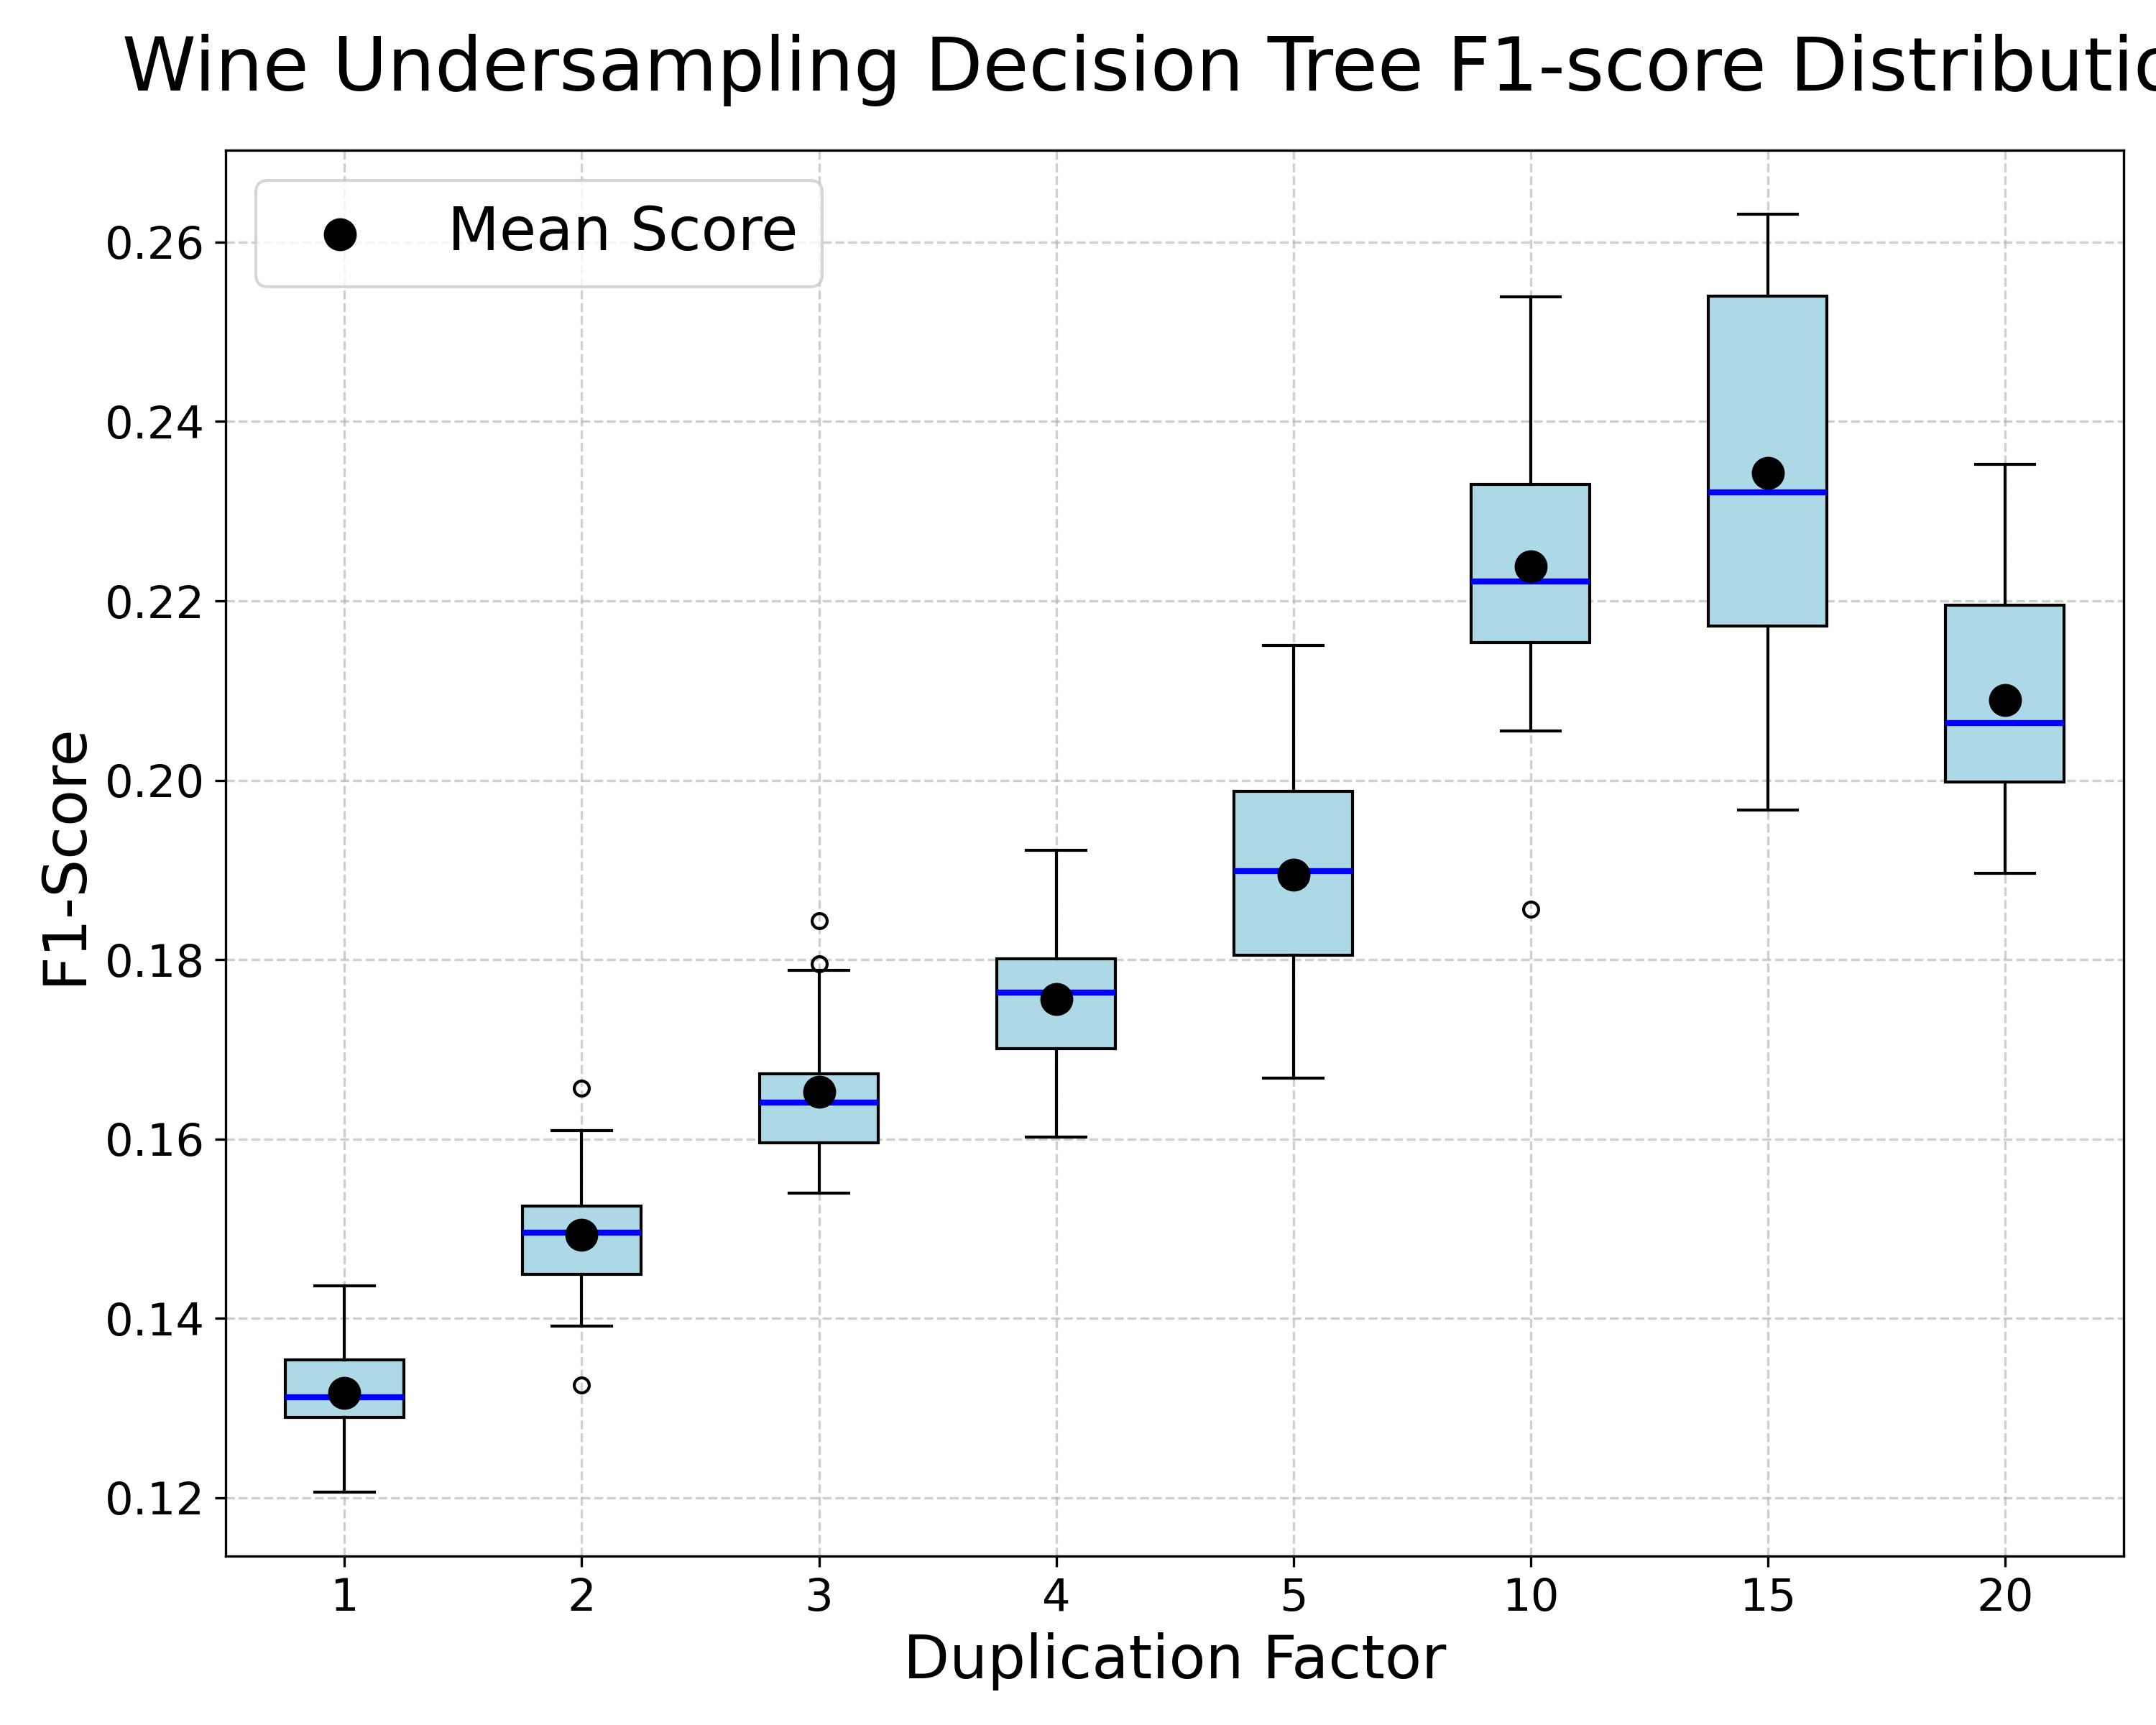 Wine Undersampling Decision Tree F1-score Distributio
Mean Score
0.26
0.24
0.22
0.20
0.18
0.16
0.14
0.12
F1-Score
1 2 3 4 5 10 15 20
Duplication Factor